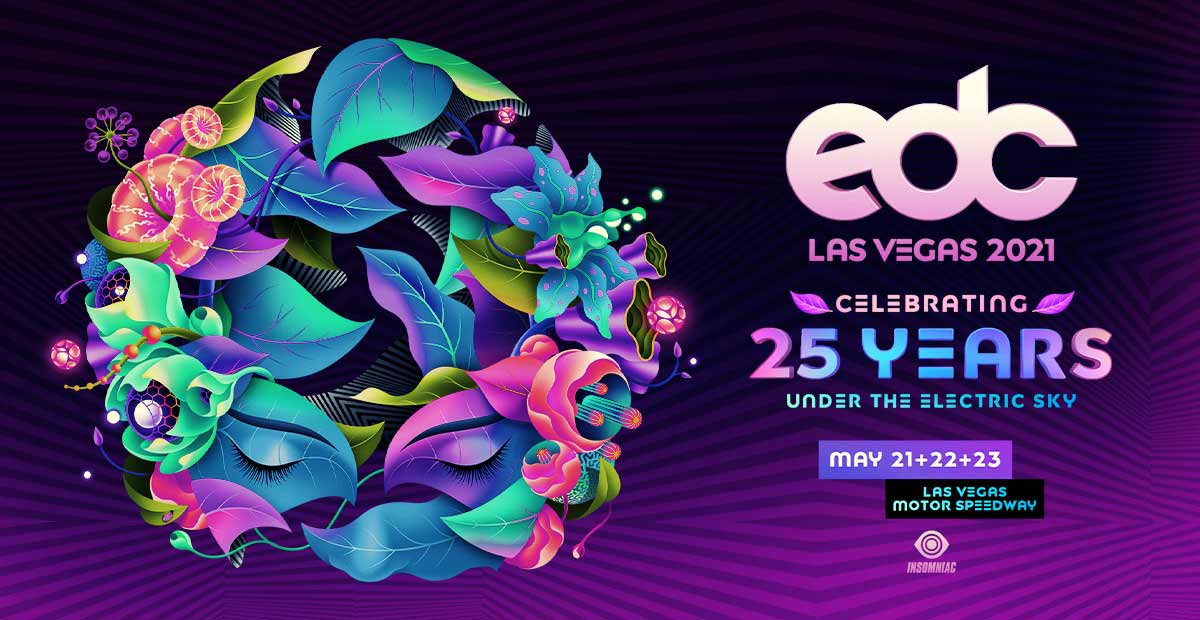 edc
LAS VEGAS 2021
CELEBRATING
25 YEARS
UNDER THE ELECTRIC SKY
MAY 21+22+23
LAS VEGAS
MOTOR SPEEDWAY
INSOMNIAC